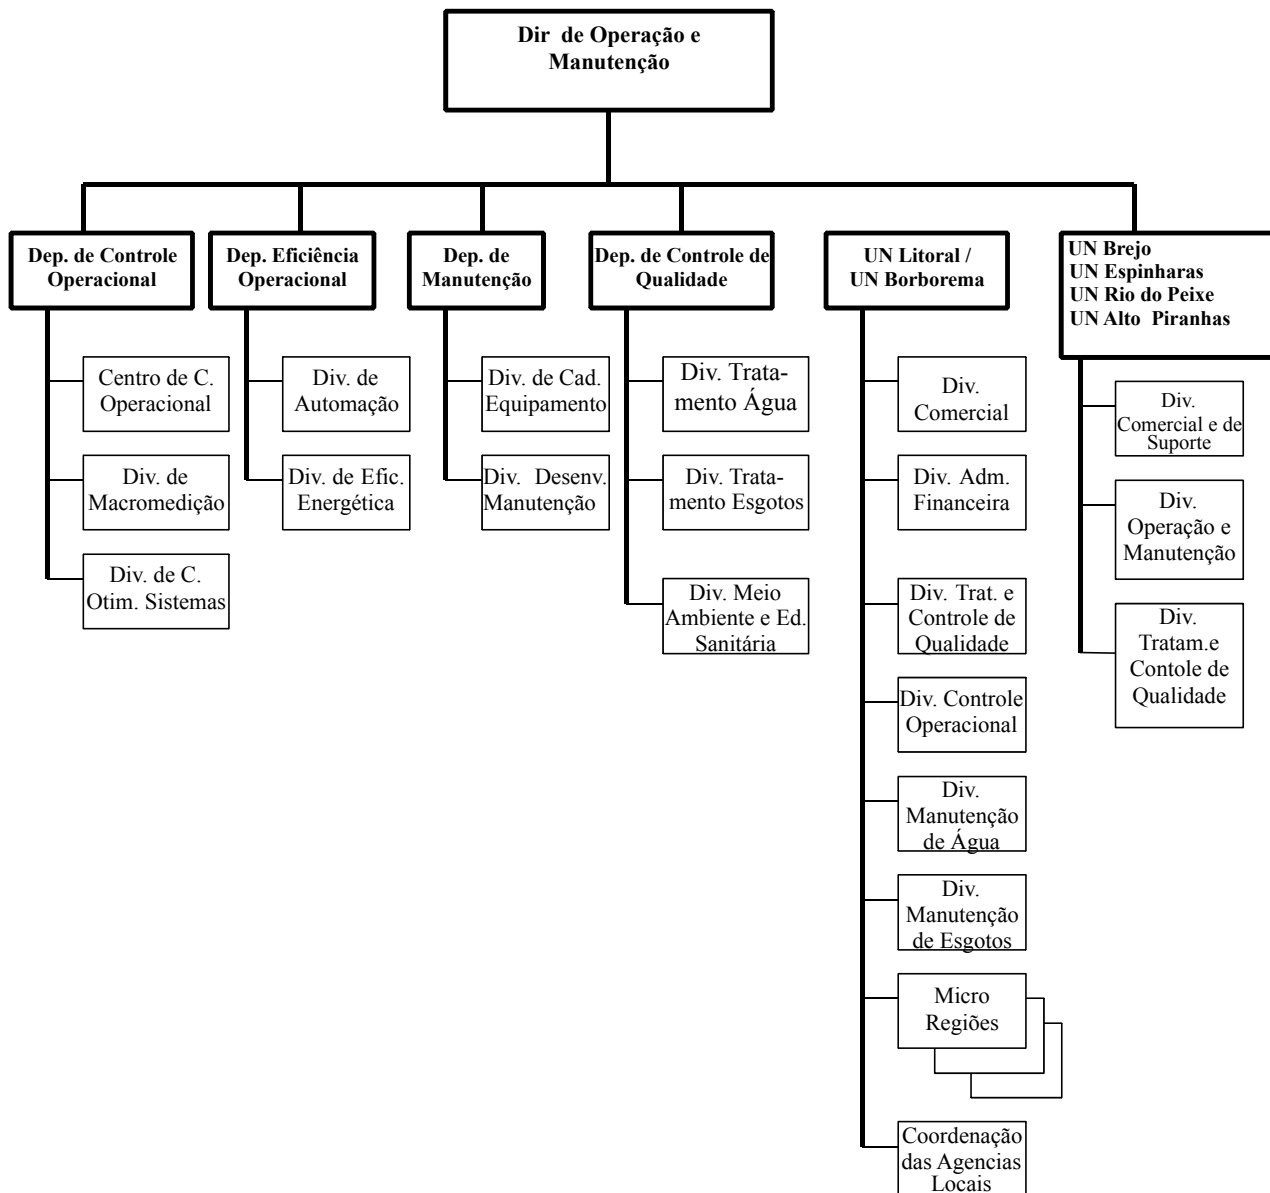 Dir de Operação e
Manutenção
Dep. de Controle
Operacional
Dep. Eficiência
Operacional
Dep. de
Manutenção
Dep. de Controle de
Qualidade
UN Litoral /
UN Borborema
UN Brejo
UN Espinharas
UN Rio do Peixe
UN Alto Piranhas
Centro de C.
Operacional
Div. de
Macromedição
Div. de C.
Otim. Sistemas
Div. de
Automação
Div. de Efic.
Energética
Div. de Cad.
Equipamento
Div. Desenv.
Manutenção
Div. Trata-
mento Água
Div. Trata-
mento Esgotos
Div. Meio
Ambiente e Ed.
Sanitária
Div.
Comercial
Div. Adm.
Financeira
Div. Trat. e
Controle de
Qualidade
Div. Controle
Operacional
Div.
Manutenção
de Água
Div.
Manutenção
de Esgotos
Micro
Regiões
Coordenação
das Agencias
Locais
Div.
Comercial e de
Suporte
Div.
Operação e
Manutenção
Div.
Tratam.e
Contole de
Qualidade